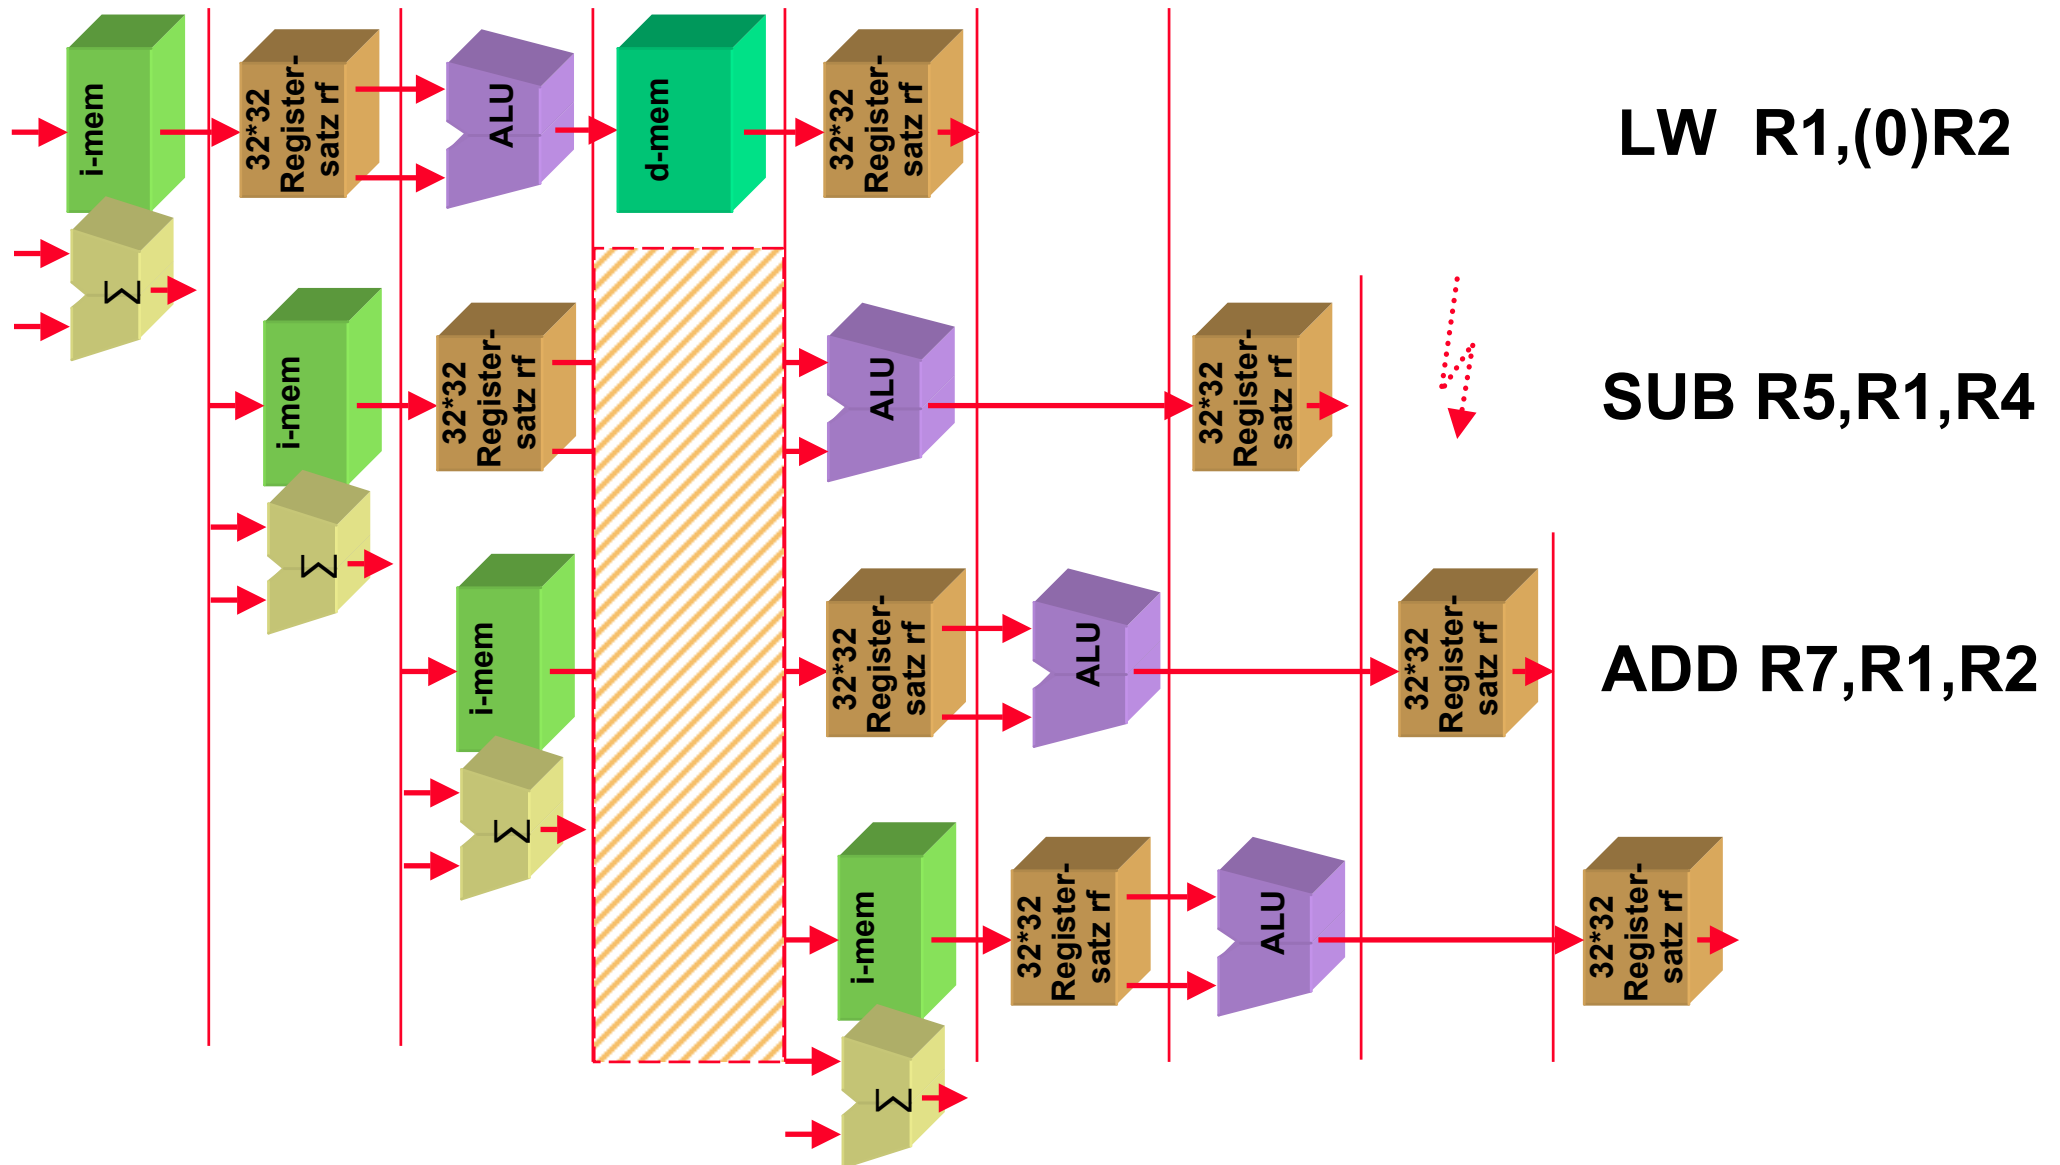 i-mem
32*32
Register-
satz rf
ALU
d-mem
32*32
Register-
satz rf
LW  R1,(0)R2
Σ
i-mem
32*32
Register-
satz rf
ALU
32*32
Register-
satz rf
SUB R5,R1,R4
Σ
i-mem
32*32
Register-
satz rf
ALU
32*32
Register-
satz rf
ADD R7,R1,R2
Σ
i-mem
32*32
Register-
satz rf
ALU
32*32
Register-
satz rf
Σ